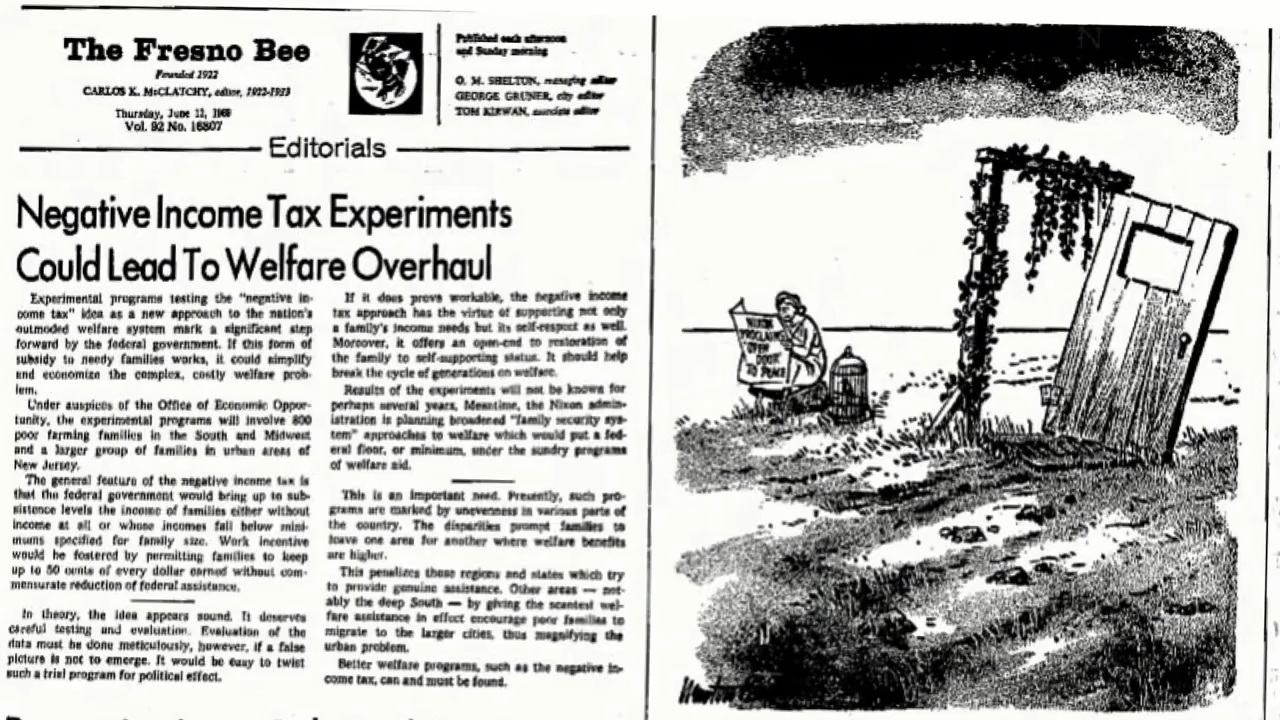 The Fresno Bee
Founded 1922
CARLOS K. McCLATCHY, editor, 1922-1933
Thursday, June 12, 1969
Vol. 92 No. 16807
Published each afternoon
and Sunday morning
O. M. SHELTON, managing editor
GEORGE GRUNER, city editor
TOM KIRWAN, associate editor
Editorials
Negative Income Tax Experiments
Could Lead To Welfare Overhaul
Experimental programs testing the "negative in-
come tax" idea as a new approach to the nation's
outmoded welfare system mark a significant step
forward by the federal government. If this form of
subsidy to needy families works, it could simplify
and economize the complex, costly welfare prob-
lem.
Under auspices of the Office of Economic Oppor-
tunity, the experimental programs will involve 800
poor farming families in the South and Midwest
and a larger group of families in urban areas of
New Jersey.
The general feature of the negative income tax is
that the federal government would bring up to sub-
sistence levels the income of families either without
income at all or whose incomes fall below mini-
mums specified for family size. Work incentive
would be fostered by permitting families to keep
up to 50 cents of every dollar earned without com-
mensurate reduction of federal assistance.
In theory, the idea appears sound. It deserves
careful testing and evaluation. Evaluation of the
data must be done meticulously, however, if a false
picture is not to emerge. It would be easy to twist
such a trial program for political effect.
If it does prove workable, the negative income
tax approach has the virtue of supporting not only
a family's income needs but its self-respect as well.
Moreover, it offers an open-end to restoration of
the family to self-supporting status. It should help
break the cycle of generations on welfare.
Results of the experiments will not be known for
perhaps several years. Meantime, the Nixon admin-
istration is planning broadened "family security sys-
tem" approaches to welfare which would put a fed-
eral floor, or minimum, under the sundry programs
of welfare aid.
This is an important need. Presently, such pro-
grams are marked by unevenness in various parts of
the country. The disparities prompt families to
leave one area for another where welfare benefits
are higher.
This penalizes those regions and states which try
to provide genuine assistance. Other areas — not-
ably the deep South — by giving the scantest wel-
fare assistance in effect encourage poor families to
migrate to the larger cities, thus magnifying the
urban problem.
Better welfare programs, such as the negative in-
come tax, can and must be found.
NIXON
PROCLAIMS
OPEN
DOOR
TO PEACE